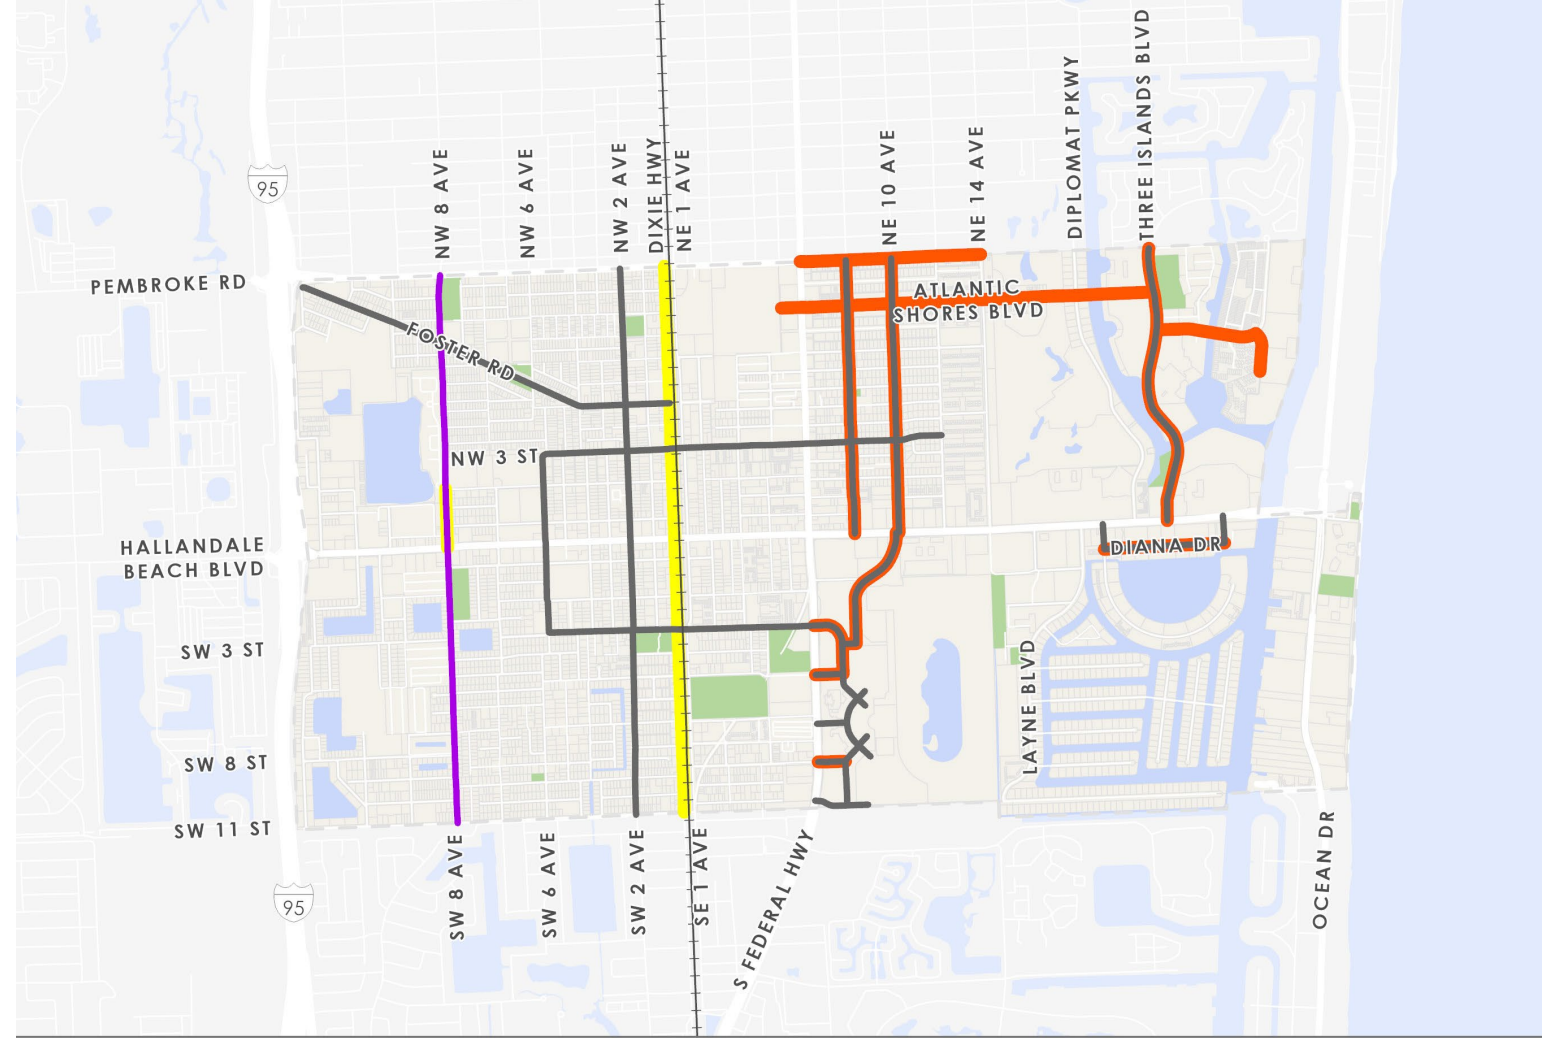 THREE ISLANDS BLVD
DIPLOMAT PKWY
NE 14 AVE
NE 10 AVE
NE 1 AVE
DIXIE HWY
NW 2 AVE
NW 6 AVE
NW 8 AVE
95
PEMBROKE RD
ATLANTIC
SHORES BLVD
FOSTER RD
NW 3 ST
HALLANDALE
BEACH BLVD
DIANA DR
SW 3 ST
LAYNE BLVD
SW 8 ST
SW 11 ST
SW 8 AVE
SW 6 AVE
SW 2 AVE
SE 1 AVE
S FEDERAL HWY
OCEAN DR
95